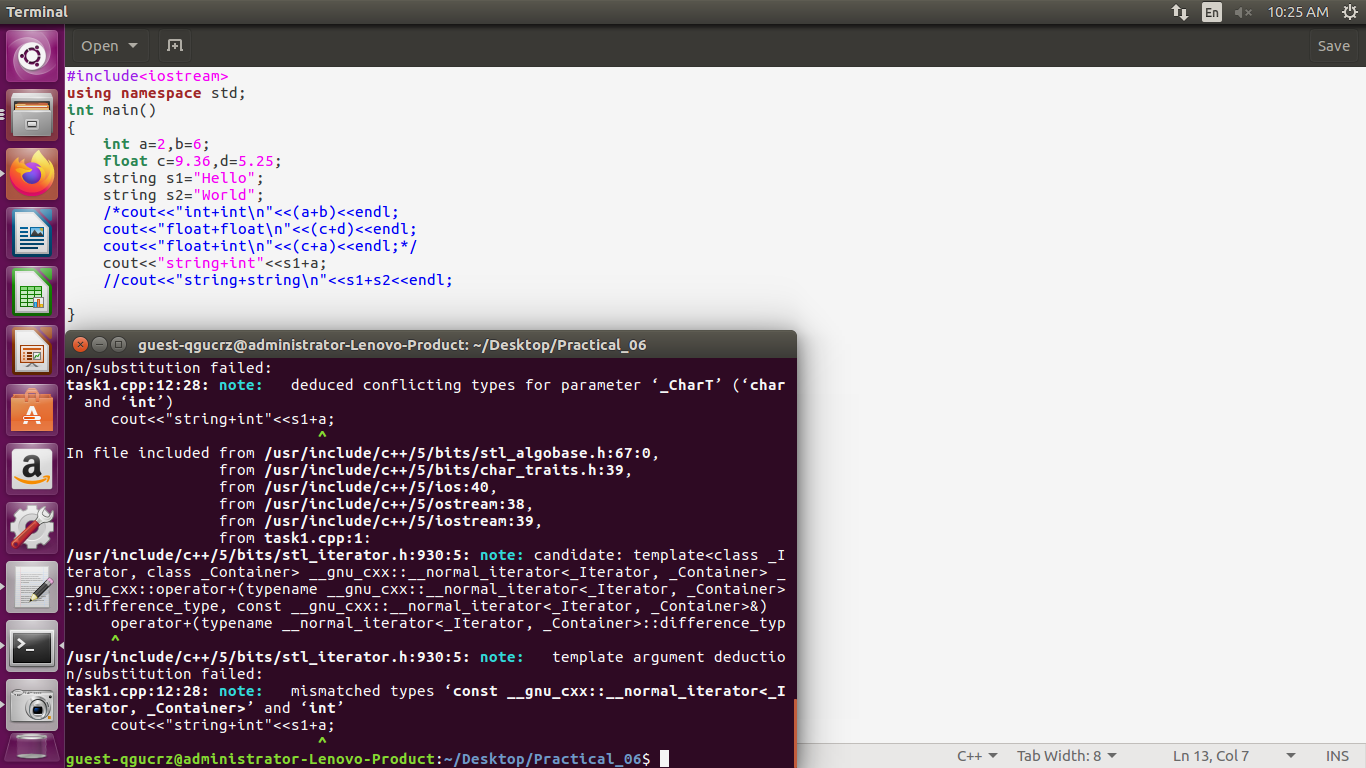 Terminal
En
10:25 AM
Open
Save
#include<iostream>
using namespace std;
int main()
{
    int a=2,b=6;
    float c=9.36,d=5.25;
    string s1="Hello";
    string s2="World";
    /*cout<<"int+int\n"<<(a+b)<<endl;
    cout<<"float+float\n"<<(c+d)<<endl;
    cout<<"float+int\n"<<(c+a)<<endl;*/
    cout<<"string+int"<<s1+a;
    //cout<<"string+string\n"<<s1+s2<<endl;
}
guest-qgucrz@administrator-Lenovo-Product: ~/Desktop/Practical_06
on/substitution failed:
task1.cpp:12:28: note:   deduced conflicting types for parameter ‘_CharT’ (‘char
’ and ‘int’)
     cout<<"string+int"<<s1+a;
                            ^
In file included from /usr/include/c++/5/bits/stl_algobase.h:67:0,
                 from /usr/include/c++/5/bits/char_traits.h:39,
                 from /usr/include/c++/5/ios:40,
                 from /usr/include/c++/5/ostream:38,
                 from /usr/include/c++/5/iostream:39,
                 from task1.cpp:1:
/usr/include/c++/5/bits/stl_iterator.h:930:5: note: candidate: template<class _I
terator, class _Container> __gnu_cxx::__normal_iterator<_Iterator, _Container> _
_gnu_cxx::operator+(typename __gnu_cxx::__normal_iterator<_Iterator, _Container>
::difference_type, const __gnu_cxx::__normal_iterator<_Iterator, _Container>&)
     operator+(typename __normal_iterator<_Iterator, _Container>::difference_typ
     ^
/usr/include/c++/5/bits/stl_iterator.h:930:5: note:   template argument deductio
n/substitution failed:
task1.cpp:12:28: note:   mismatched types ‘const __gnu_cxx::__normal_iterator<_I
terator, _Container>’ and ‘int’
     cout<<"string+int"<<s1+a;
                            ^
guest-qgucrz@administrator-Lenovo-Product:~/Desktop/Practical_06$
C++
Tab Width: 8
Ln 13, Col 7
INS